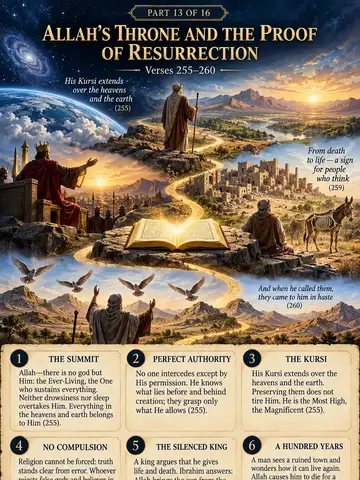 PART 13 OF 16
ALLAH'S THRONE AND THE PROOF
OF RESURRECTION
Verses 255–260
His Kursi extends
over the heavens
and the earth
(255)
From death
to life — a sign
for people
who think
(259)
And when he called them,
they came to him in haste
(260)
1 THE SUMMIT
Allah—there is no god but
Him: the Ever-Living, the One
who sustains everything.
Neither drowsiness nor sleep
overtakes Him. Everything in
the heavens and earth belongs
to Him (255).
2 PERFECT AUTHORITY
No one intercedes except by
His permission. He knows
what lies before and behind
creation; they grasp only
what He allows (255).
3 THE KURSI
His Kursi extends over the
heavens and the earth.
Preserving them does not
tire Him. He is the Most High,
the Magnificent (255).
4 NO COMPULSION
Religion cannot be forced; truth
stands clear from error. Whoever
5 THE SILENCED KING
A king argues that he gives
life and death. Ibrahim answers:
6 A HUNDRED YEARS
A man sees a ruined town and
wonders how it can live again.
Allah causes him to die for a